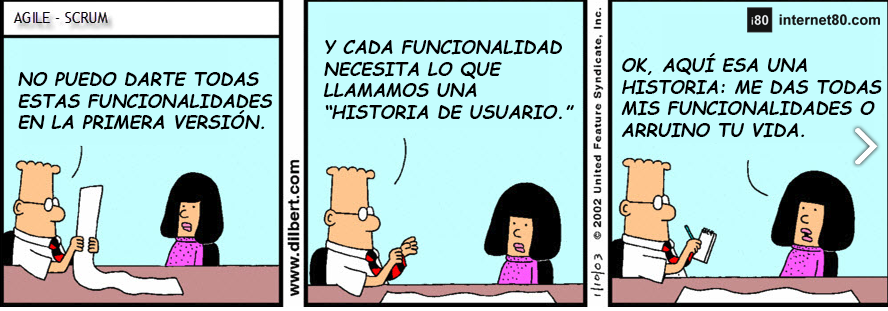 AGILE - SCRUM
NO PUEDO DARTE TODAS
ESTAS FUNCIONALIDADES
EN LA PRIMERA VERSIÓN.
www.dilbert.com
Y CADA FUNCIONALIDAD
NECESITA LO QUE
LLAMAMOS UNA
"HISTORIA DE USUARIO."
1/10/03 © 2002 United Feature Syndicate, Inc.
i80 internet80.com
OK, AQUÍ ESA UNA
HISTORIA: ME DAS TODAS
MIS FUNCIONALIDADES O
ARRUINO TU VIDA.